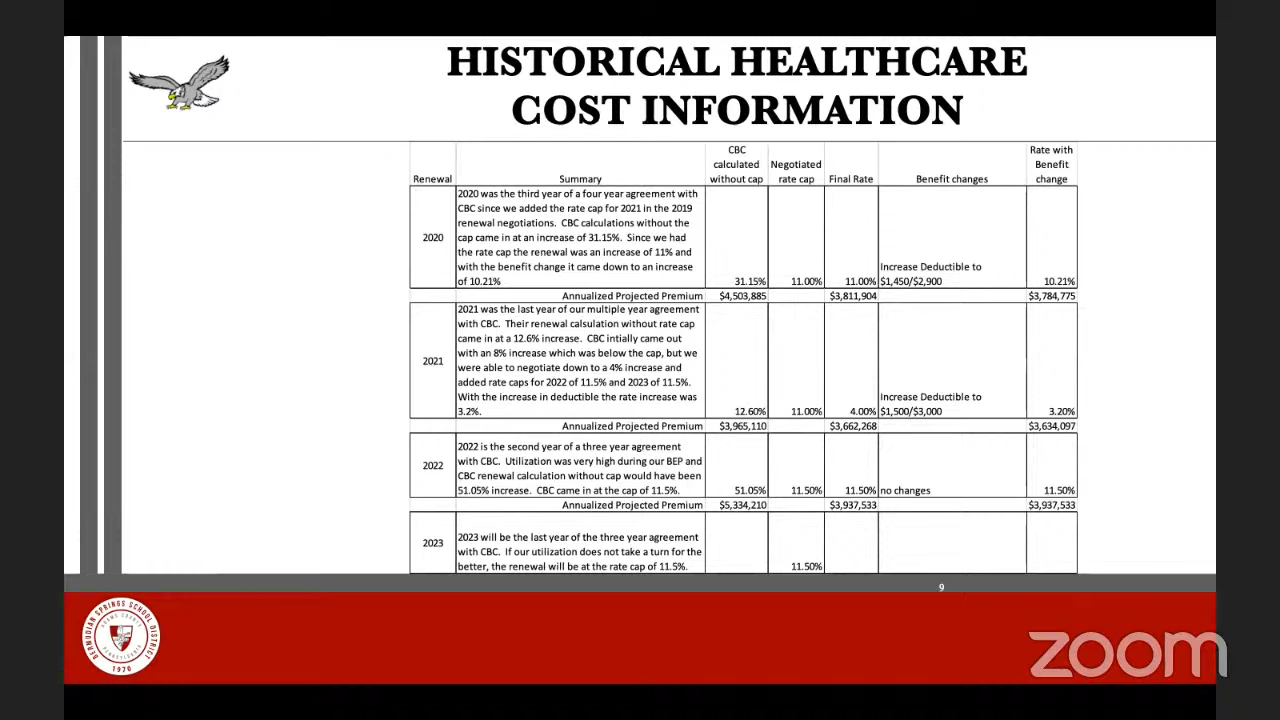 HISTORICAL HEALTHCARE
COST INFORMATION
CBC
calculated
without cap
Negotiated
rate cap
Rate with
Benefit
change
Renewal Summary Final Rate Benefit changes
2020
2020 was the third year of a four year agreement with
CBC since we added the rate cap for 2021 in the 2019
renewal negotiations. CBC calculations without the
cap came in at an increase of 31.15%. Since we had
the rate cap the renewal was an increase of 11% and
with the benefit change it came down to an increase
of 10.21%
31.15% 11.00% 11.00%
Increase Deductible to
$1,450/$2,900
10.21%
Annualized Projected Premium $4,503,885 $3,811,904 $3,784,775
2021
2021 was the last year of our multiple year agreement
with CBC. Their renewal calsulation without rate cap
came in at a 12.6% increase. CBC intially came out
with an 8% increase which was below the cap, but we
were able to negotiate down to a 4% increase and
added rate caps for 2022 of 11.5% and 2023 of 11.5%.
With the increase in deductible the rate increase was
3.2%.
12.60% 11.00% 4.00%
Increase Deductible to
$1,500/$3,000
3.20%
Annualized Projected Premium $3,965,110 $3,662,268 $3,634,097
2022
2022 is the second year of a three year agreement
with CBC. Utilization was very high during our BEP and
CBC renewal calculation without cap would have been
51.05% increase. CBC came in at the cap of 11.5%.
51.05% 11.50% 11.50% no changes 11.50%
Annualized Projected Premium $5,334,210 $3,937,533 $3,937,533
2023
2023 will be the last year of the three year agreement
with CBC. If our utilization does not take a turn for the
better, the renewal will be at the rate cap of 11.5%.
11.50%
9
BERMUDIAN SPRINGS SCHOOL DISTRICT
ADAMS COUNTY
PENNSYLVANIA
1970
zoom